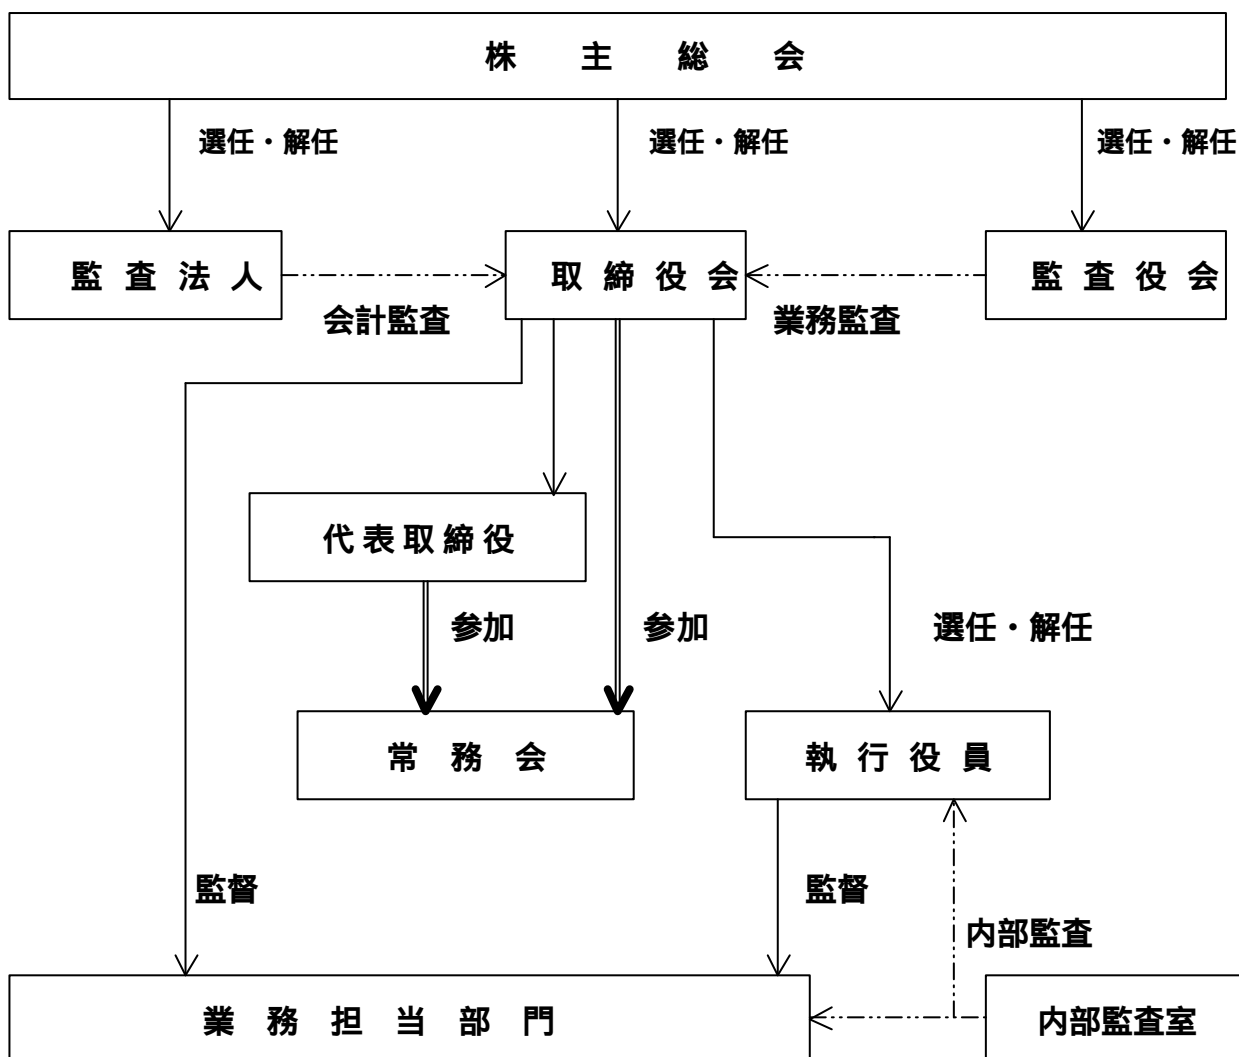 株主総会
選任・解任
選任・解任
選任・解任
監査法人
取締役会
監査役会
会計監査
業務監査
代表取締役
参加
参加
選任・解任
常務会
執行役員
監督
監督
内部監査
業務担当部門
内部監査室